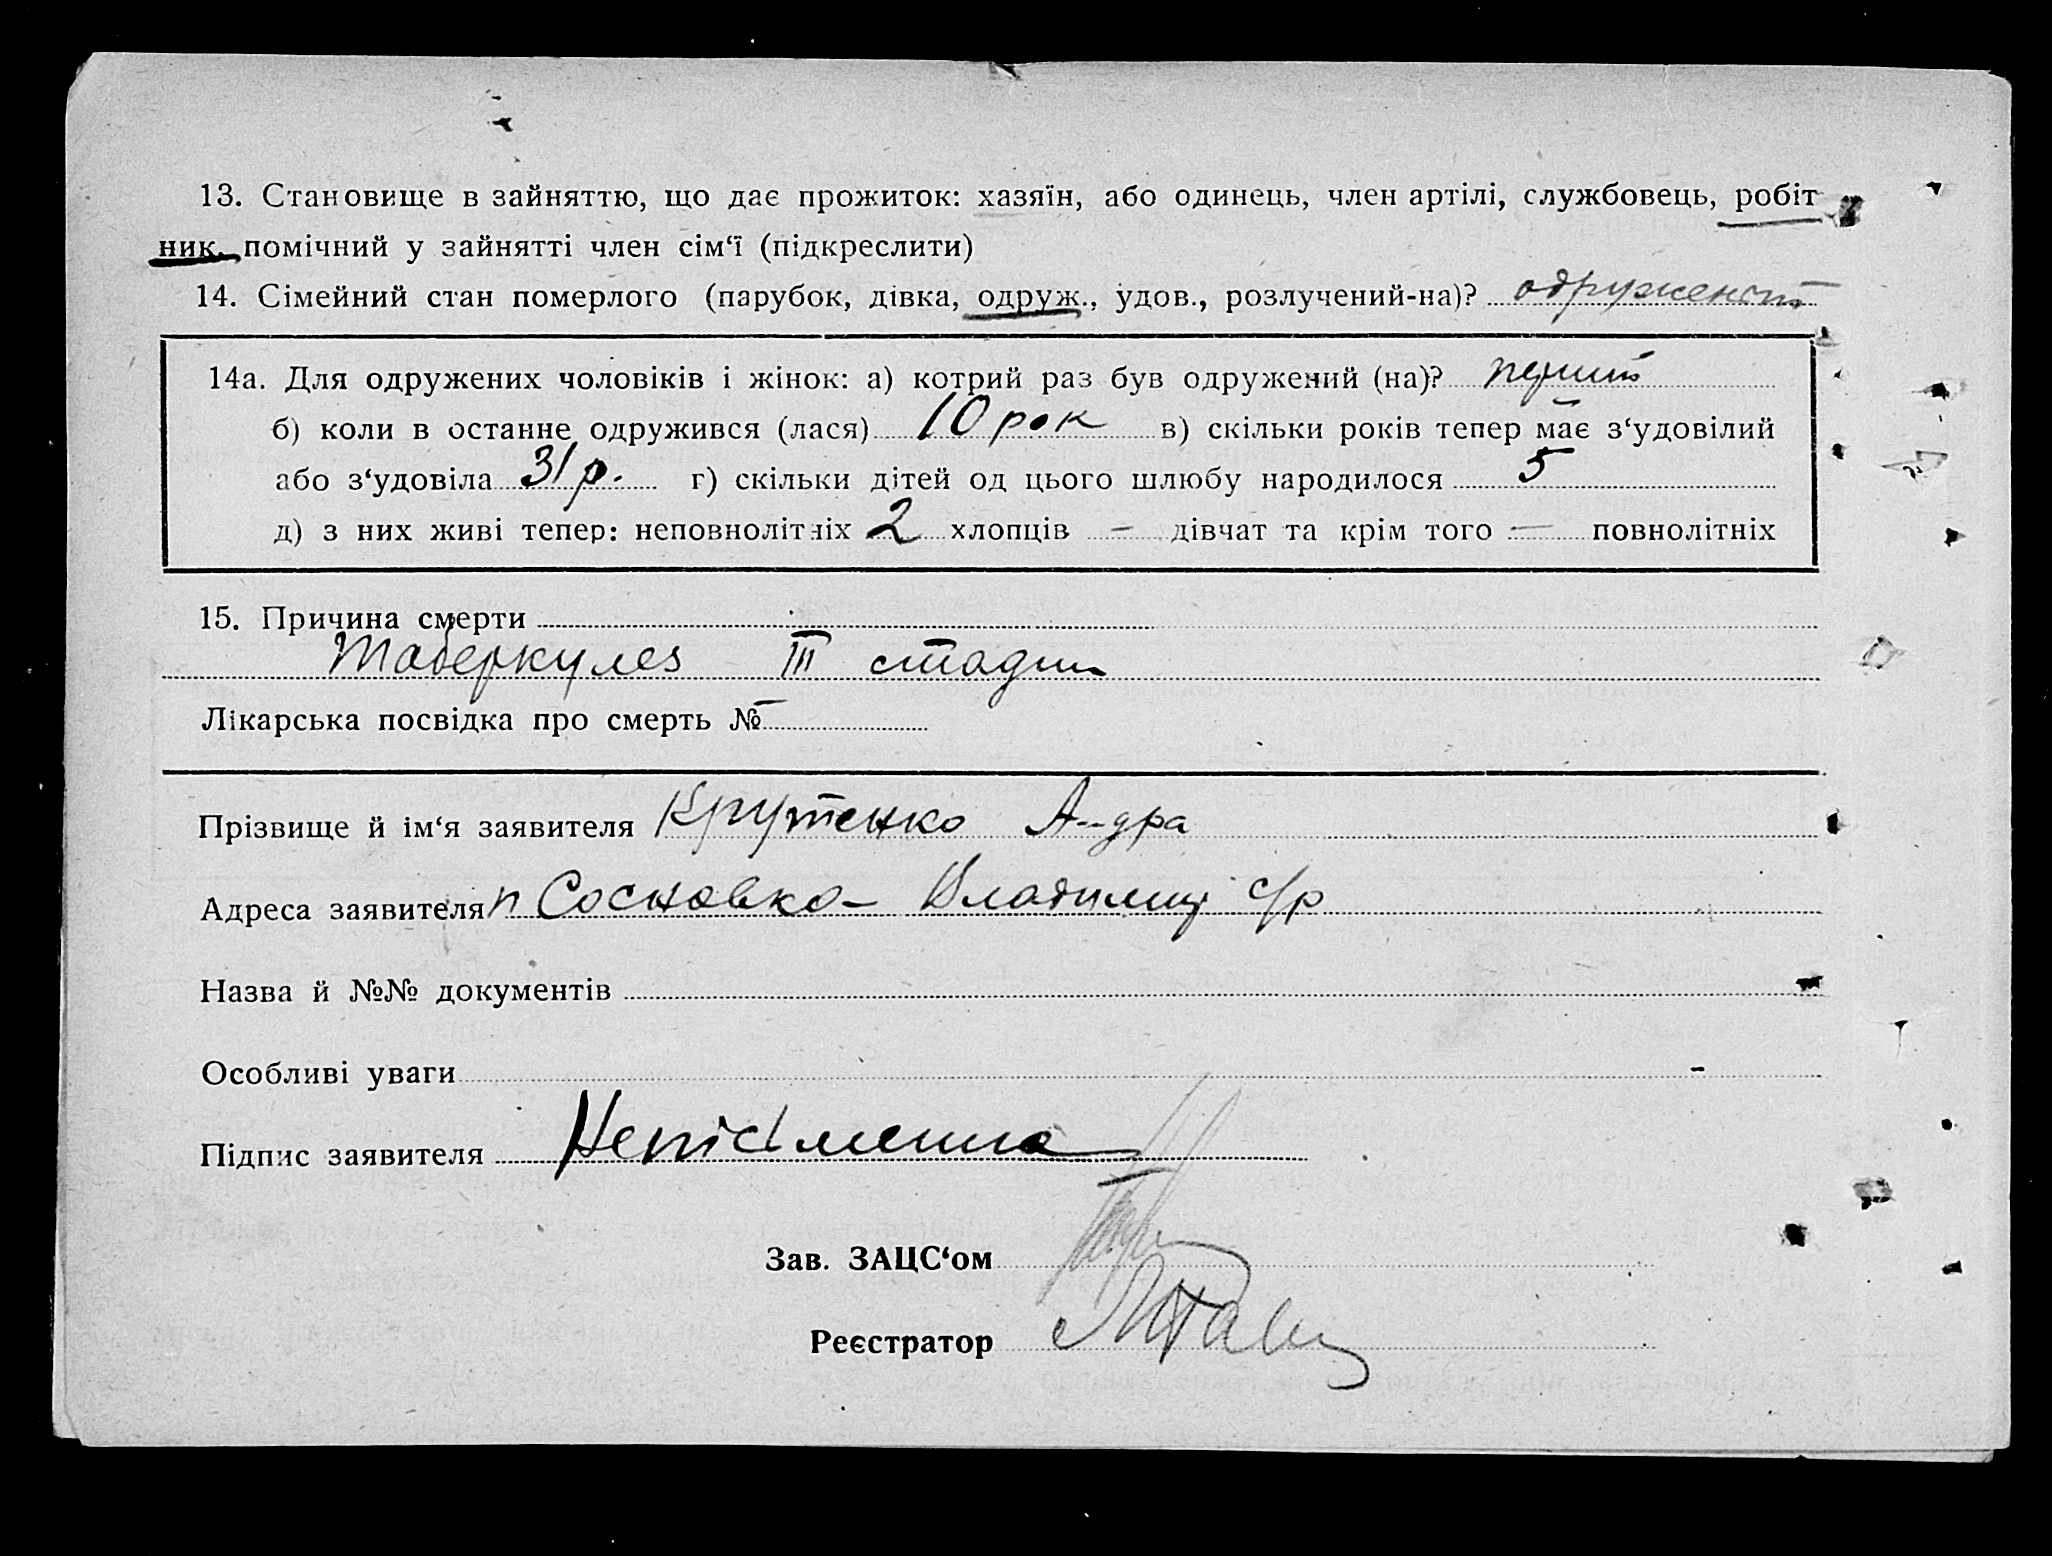 13. Становище в зайняттю, що дає прожиток: хазяїн, або одинець, член артілі, службовець, робіт
ник, помічний у зайнятті член сім‘ї (підкреслити)
14. Сімейний стан померлого (парубок, дівка, одруж., удов., розлучений-на)? одружений
14а. Для одружених чоловіків і жінок: а) котрий раз був одружений (на)? перший
б) коли в останнє одружився (лася) 10 рок в) скільки років тепер має з‘удовілий
або з‘удовіла 31 р. г) скільки дітей од цього шлюбу народилося 5
д) з них живі тепер: неповнолітніх 2 хлопців – дівчат та крім того — повнолітніх
15. Причина смерти
Таберкулез III стадии
Лікарська посвідка про смерть №
Прізвище й ім‘я заявителя Крутенко А-дра
Адреса заявителя п Сосновка – с/р
Назва й №№ документів
Особливі уваги
Підпис заявителя Непісьменна
Зав. ЗАЦС‘ом
Реєстратор